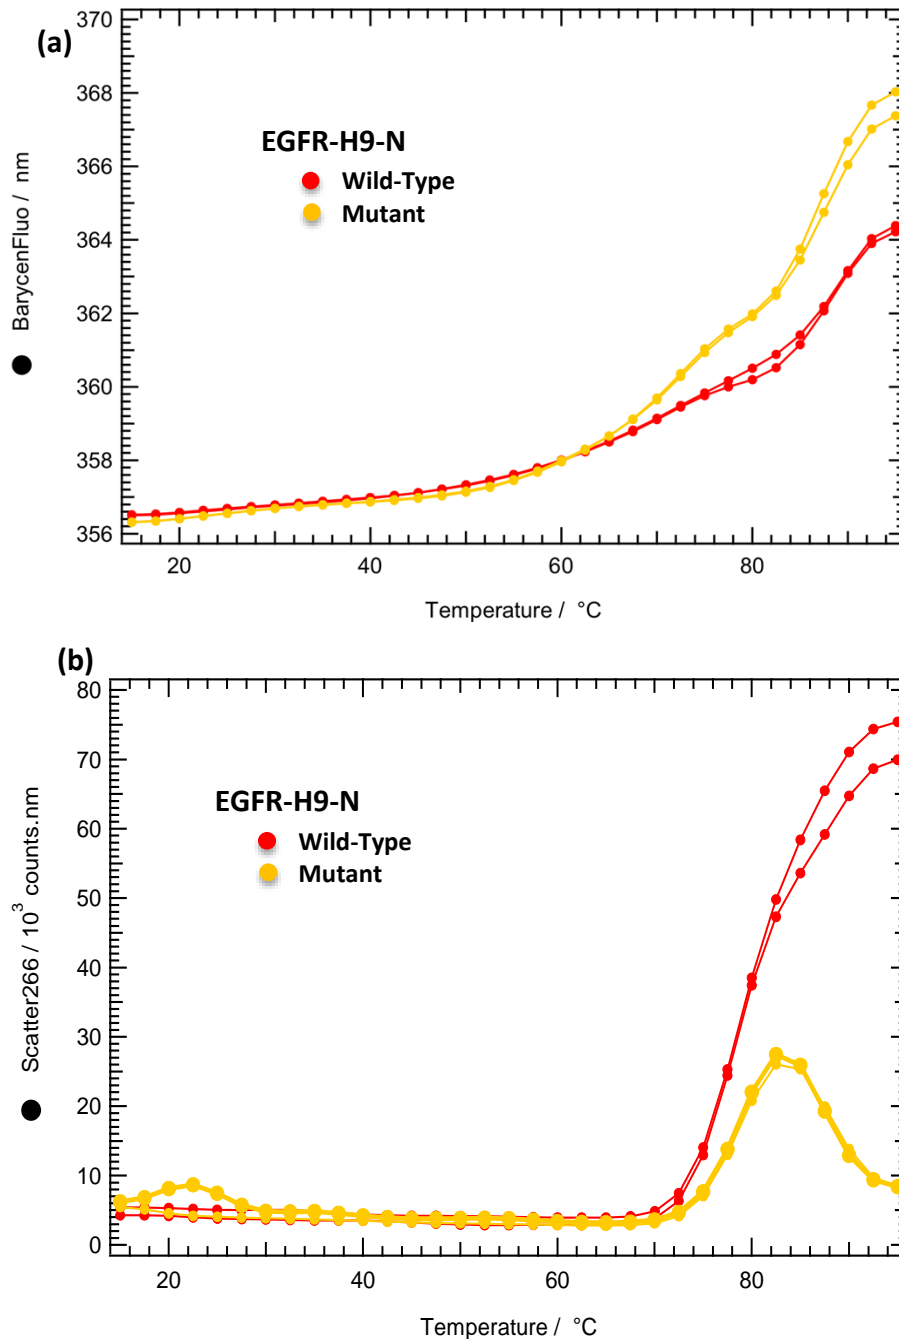 (a)
370
368
366
364
362
360
358
356
BarycenFluo / nm
EGFR-H9-N
Wild-Type
Mutant
20
40
60
80
Temperature / °C
(b)
80
70
60
50
40
30
20
10
0
Scatter266 / 10³ counts.nm
EGFR-H9-N
Wild-Type
Mutant
20
40
60
80
Temperature / °C